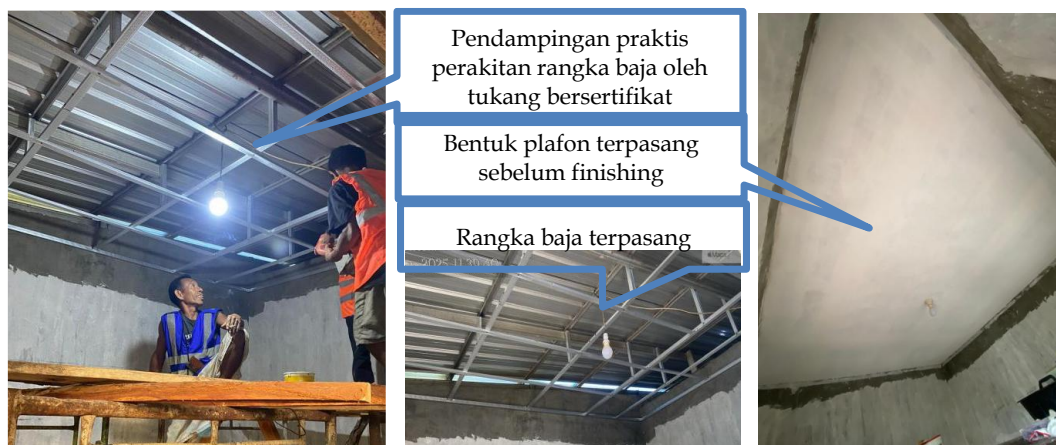 Pendampingan praktis
perakitan rangka baja oleh
tukang bersertifikat
Bentuk plafon terpasang
sebelum finishing
Rangka baja terpasang